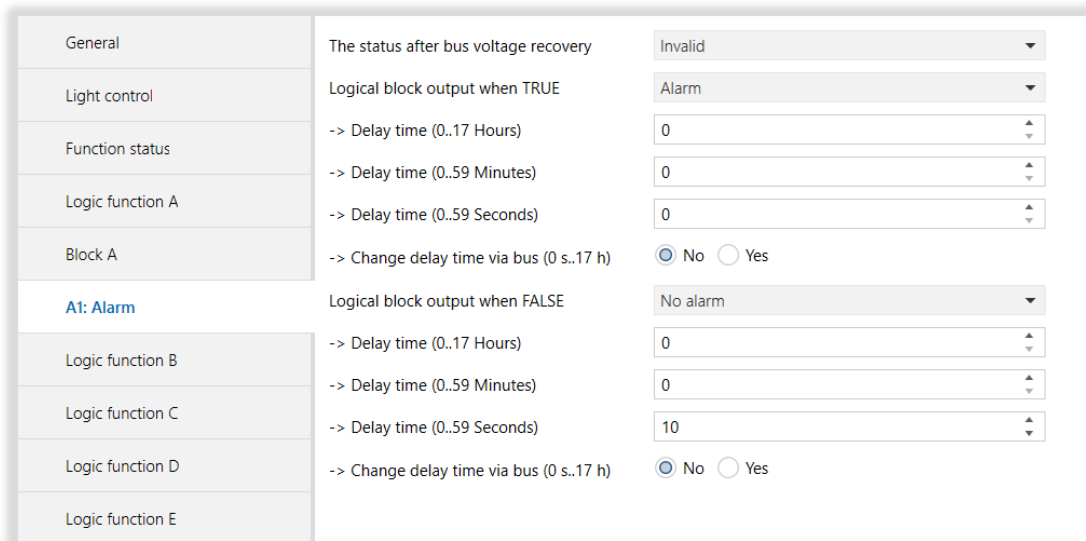 General
Light control
Function status
Logic function A
Block A
A1: Alarm
Logic function B
Logic function C
Logic function D
Logic function E
The status after bus voltage recovery Invalid
Logical block output when TRUE Alarm
-> Delay time (0..17 Hours) 0
-> Delay time (0..59 Minutes) 0
-> Delay time (0..59 Seconds) 0
-> Change delay time via bus (0 s..17 h) No Yes
Logical block output when FALSE No alarm
-> Delay time (0..17 Hours) 0
-> Delay time (0..59 Minutes) 0
-> Delay time (0..59 Seconds) 10
-> Change delay time via bus (0 s..17 h) No Yes